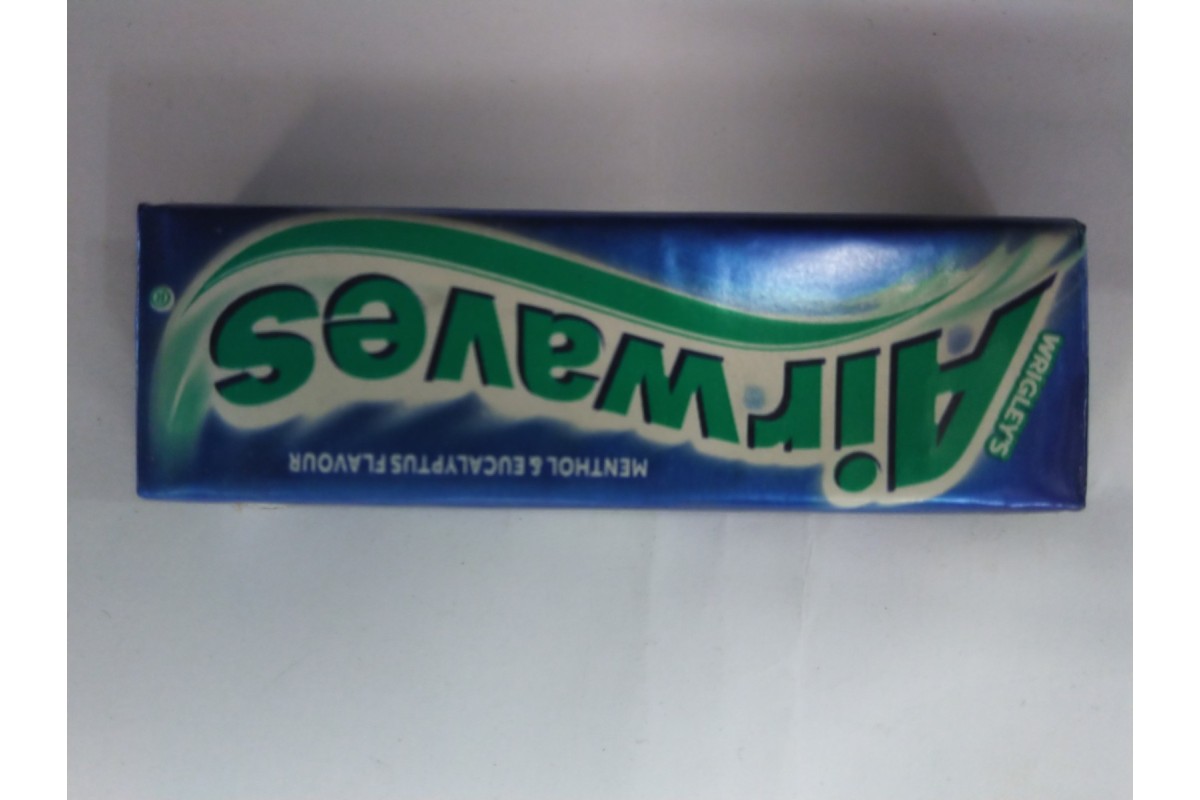 WRIGLEY'S
Airwaves®
MENTHOL & EUCALYPTUS FLAVOUR